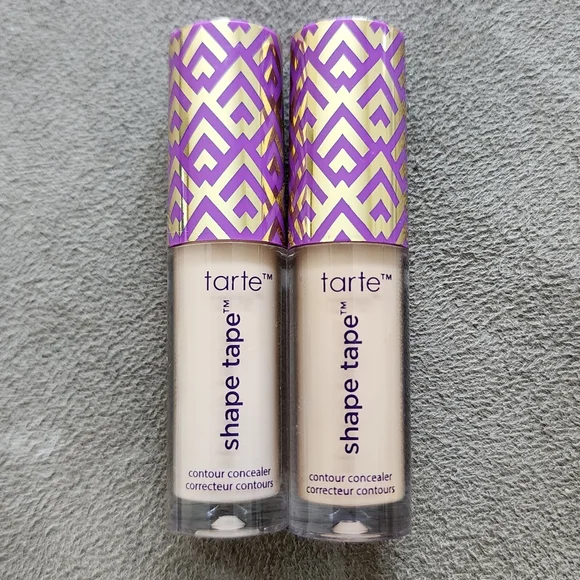 tarte™
shape tape™
contour concealer
correcteur contours
tarte™
shape tape™
contour concealer
correcteur contours